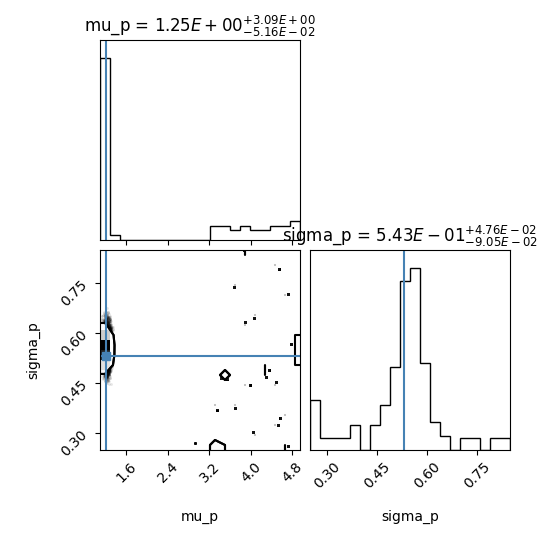 mu_p = 1.25E+00 +3.09E+00 −5.16E−02
sigma_p = 5.43E−01 +4.76E−02 −9.05E−02
sigma_p
0.75
0.60
0.45
0.30
1.6 2.4 3.2 4.0 4.8
0.30 0.45 0.60 0.75
mu_p
sigma_p